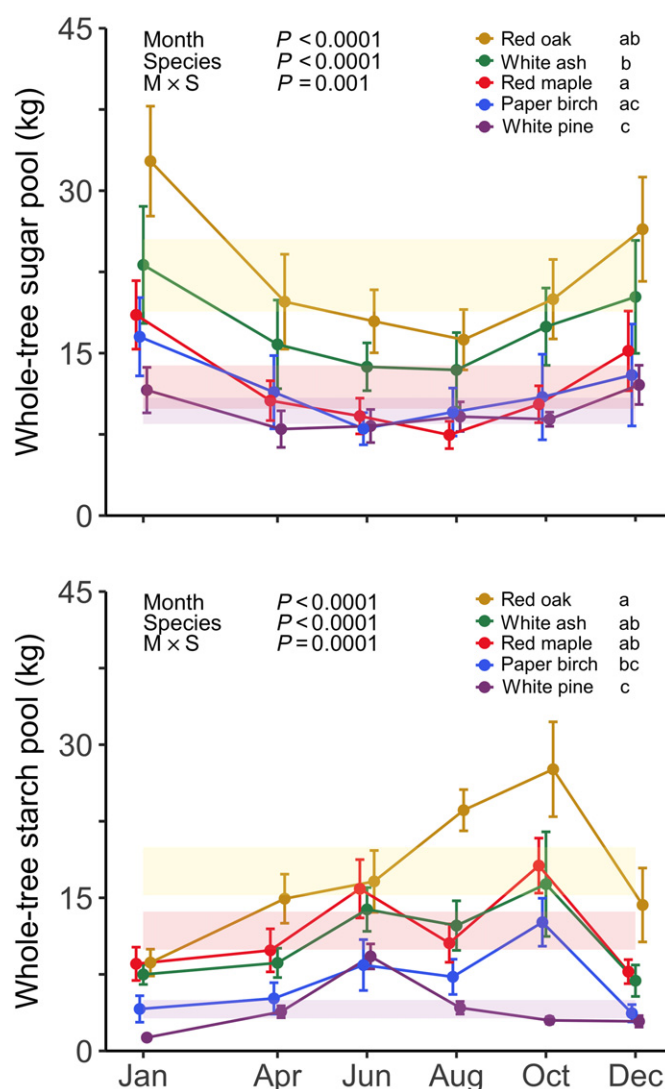 45
Month P < 0.0001
Species P < 0.0001
M × S P = 0.001
Red oak ab
White ash b
Red maple a
Paper birch ac
White pine c
Whole-tree sugar pool (kg)
30
15
0
45
Month P < 0.0001
Species P < 0.0001
M × S P = 0.0001
Red oak a
White ash ab
Red maple ab
Paper birch bc
White pine c
Whole-tree starch pool (kg)
30
15
0
Jan Apr Jun Aug Oct Dec